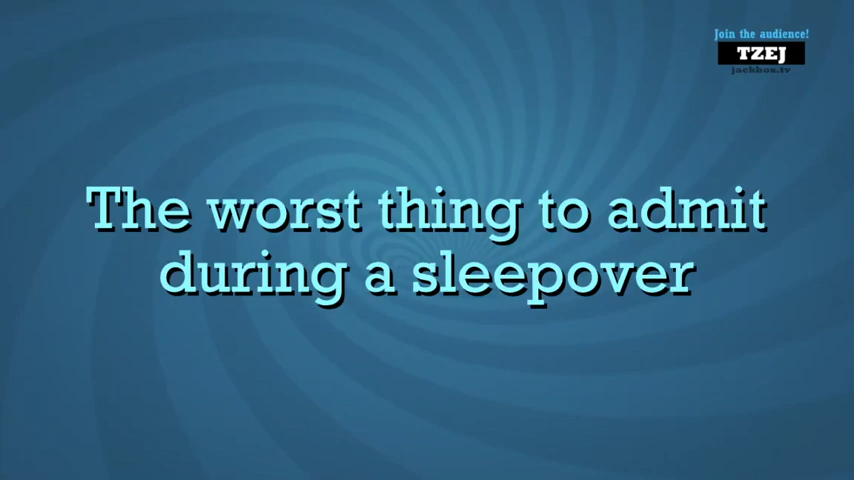 Join the audience!
TZEJ
jackbox.tv
The worst thing to admit
during a sleepover